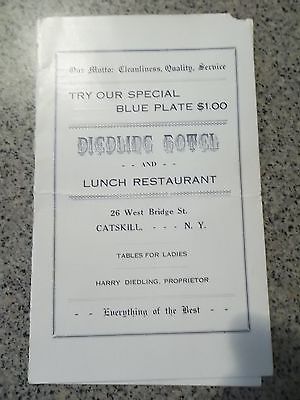 Our Motto: Cleanliness, Quality, Service
TRY OUR SPECIAL
BLUE PLATE $1.00
DIEDLING HOTEL
- - AND - -
LUNCH RESTAURANT
26 West Bridge St.
CATSKILL, - - - N. Y.
TABLES FOR LADIES
HARRY DIEDLING, PROPRIETOR
- - Everything of the Best - -